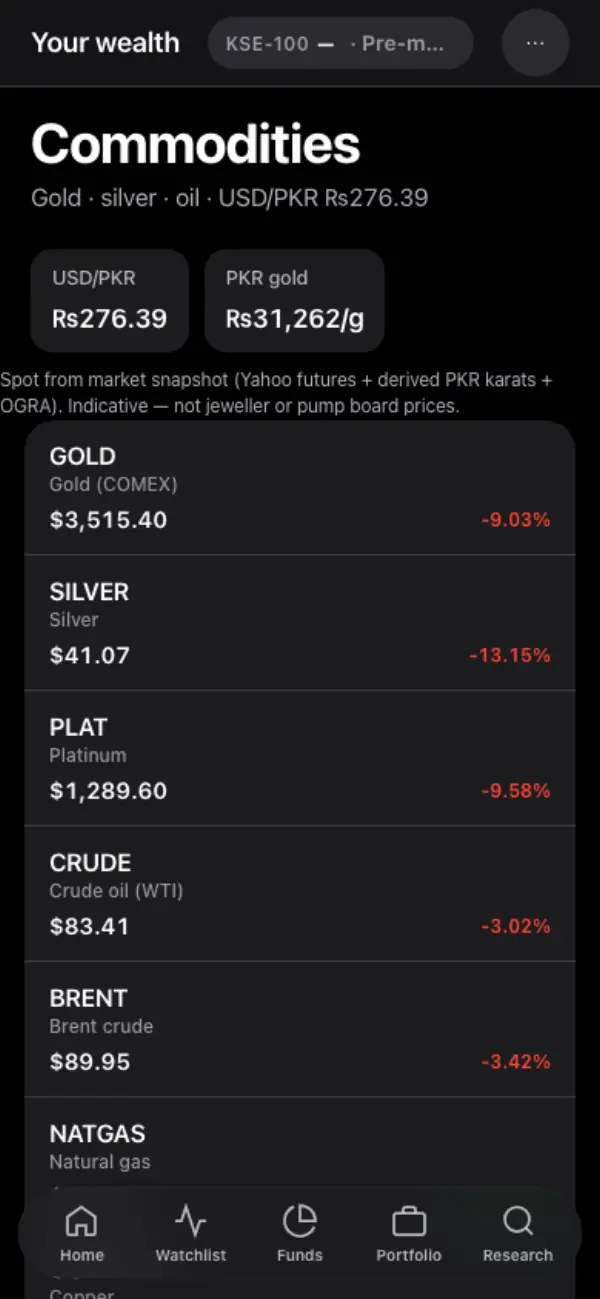 Your wealth
KSE-100 — · Pre-m...
...
Commodities
Gold · silver · oil · USD/PKR Rs276.39
USD/PKR
Rs276.39
PKR gold
Rs31,262/g
Spot from market snapshot (Yahoo futures + derived PKR karats +
OGRA). Indicative — not jeweller or pump board prices.
GOLD
Gold (COMEX)
$3,515.40
-9.03%
SILVER
Silver
$41.07
-13.15%
PLAT
Platinum
$1,289.60
-9.58%
CRUDE
Crude oil (WTI)
$83.41
-3.02%
BRENT
Brent crude
$89.95
-3.42%
NATGAS
Natural gas
Home
Watchlist
Funds
Portfolio
Research
Copper